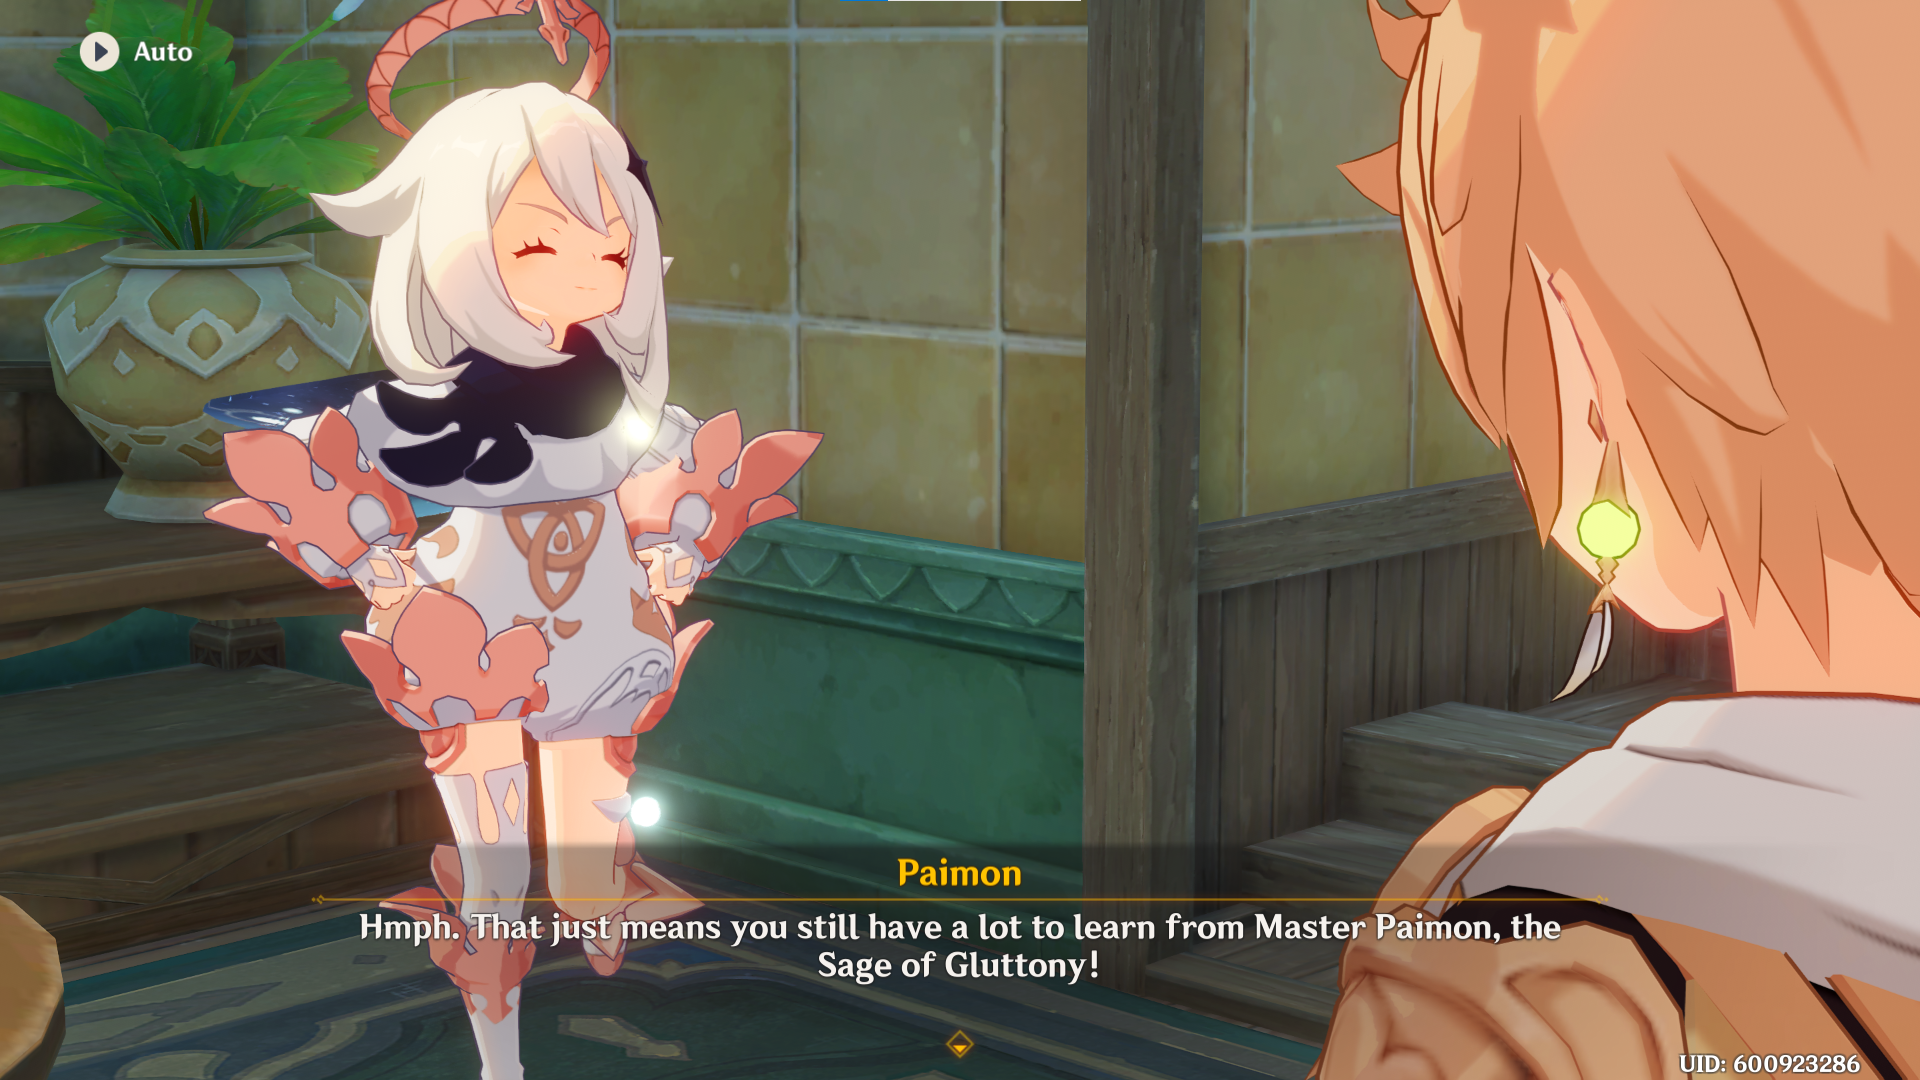 Auto
Paimon
Hmph. That just means you still have a lot to learn from Master Paimon, the
Sage of Gluttony!
UID: 600923286